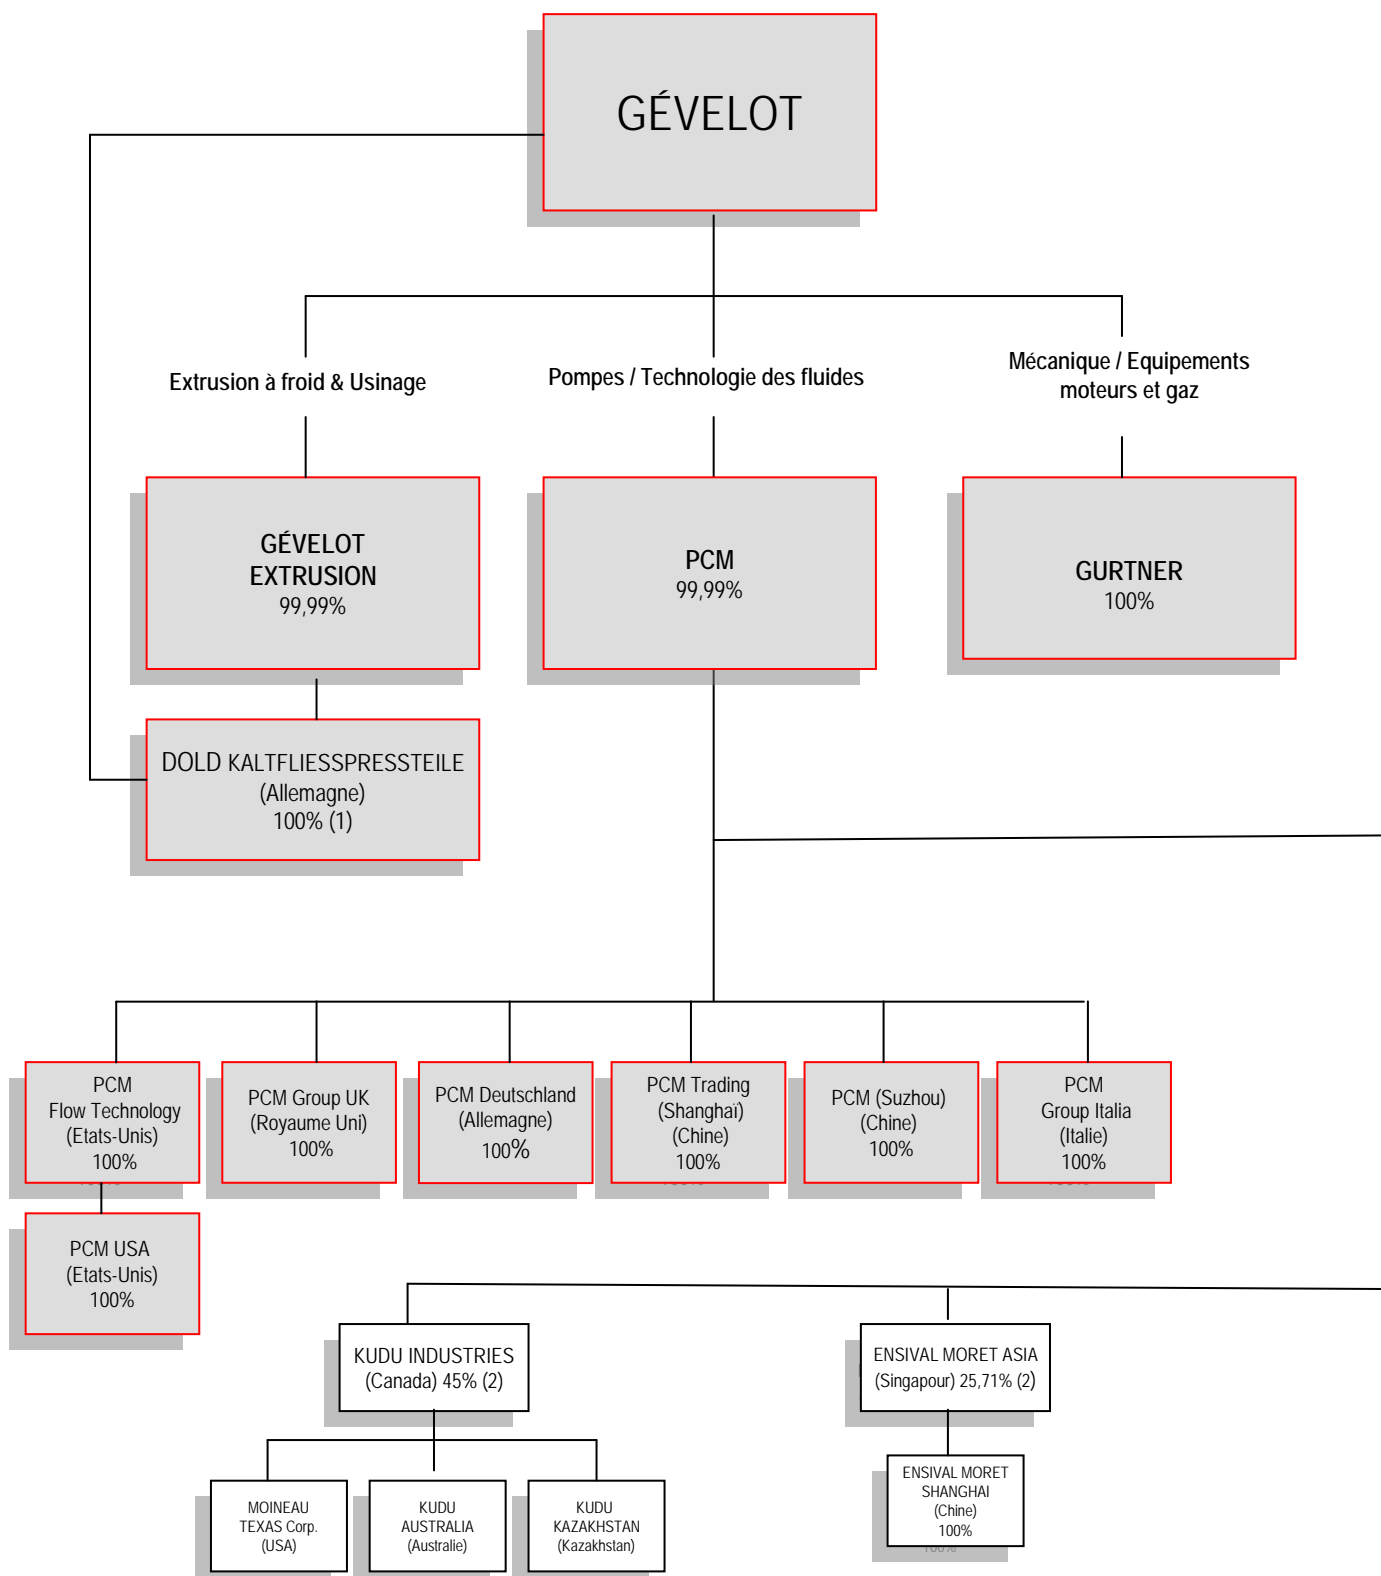 GÉVELOT
Extrusion à froid & Usinage
Pompes / Technologie des fluides
Mécanique / Equipements
moteurs et gaz
GÉVELOT
EXTRUSION
99,99%
PCM
99,99%
GURTNER
100%
DOLD KALTFLIESSPRESSTEILE
(Allemagne)
100% (1)
PCM
Flow Technology
(Etats-Unis)
100%
PCM Group UK
(Royaume Uni)
100%
PCM Deutschland
(Allemagne)
100%
PCM Trading
(Shanghaï)
(Chine)
100%
PCM (Suzhou)
(Chine)
100%
PCM
Group Italia
(Italie)
100%
PCM USA
(Etats-Unis)
100%
KUDU INDUSTRIES
(Canada) 45% (2)
ENSIVAL MORET ASIA
(Singapour) 25,71% (2)
MOINEAU
TEXAS Corp.
(USA)
KUDU
AUSTRALIA
(Australie)
KUDU
KAZAKHSTAN
(Kazakhstan)
ENSIVAL MORET
SHANGHAI
(Chine)
100%